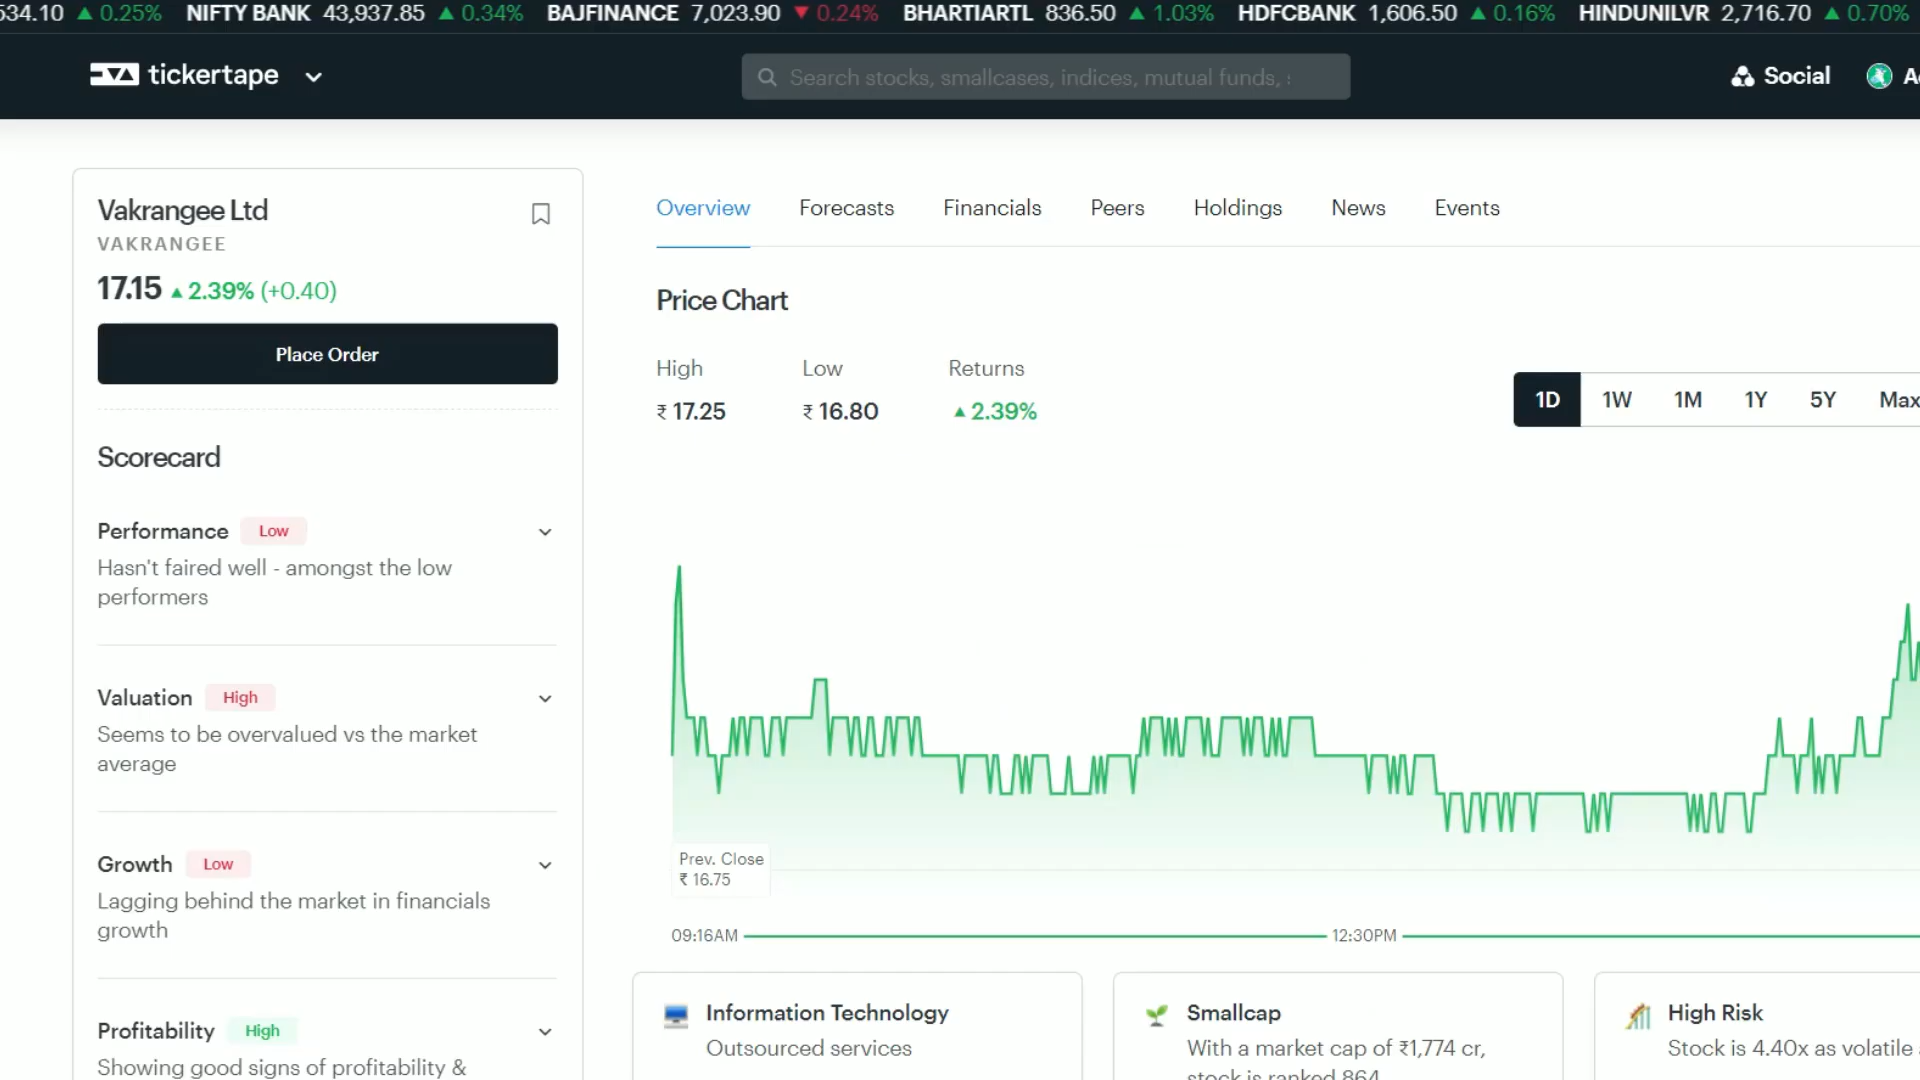 534.10 ▲ 0.25% NIFTY BANK 43,937.85 ▲ 0.34% BAJFINANCE 7,023.90 ▼ 0.24% BHARTIARTL 836.50 ▲ 1.03% HDFCBANK 1,606.50 ▲ 0.16% HINDUNILVR 2,716.70 ▲ 0.70%
tickertape
Search stocks, smallcases, indices, mutual funds,
Social
Vakrangee Ltd
VAKRANGEE
17.15 ▲ 2.39% (+0.40)
Place Order
Scorecard
Performance Low
Hasn't faired well - amongst the low
performers
Valuation High
Seems to be overvalued vs the market
average
Growth Low
Lagging behind the market in financials
growth
Profitability High
Showing good signs of profitability &
Overview Forecasts Financials Peers Holdings News Events
Price Chart
High Low Returns
₹ 17.25 ₹ 16.80 ▲ 2.39%
1D 1W 1M 1Y 5Y Max
Prev. Close
₹ 16.75
09:16AM 12:30PM
Information Technology
Outsourced services
Smallcap
With a market cap of ₹1,774 cr,
stock is ranked 864
High Risk
Stock is 4.40x as volatile